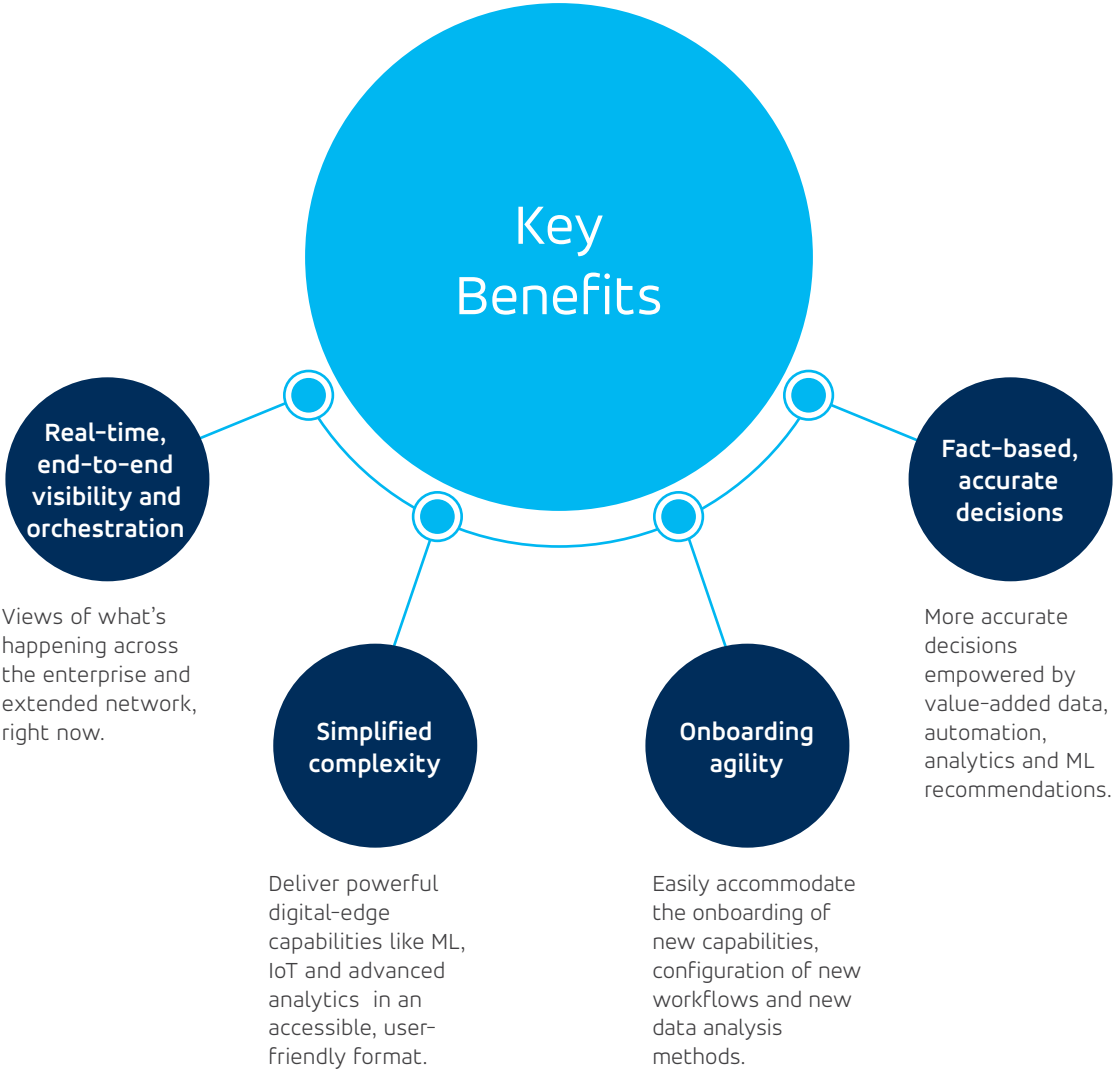 Key
Benefits
Real-time,
end-to-end
visibility and
orchestration
Views of what's
happening across
the enterprise and
extended network,
right now.
Simplified
complexity
Deliver powerful
digital-edge
capabilities like ML,
IoT and advanced
analytics  in an
accessible, user-
friendly format.
Onboarding
agility
Easily accommodate
the onboarding of
new capabilities,
configuration of new
workflows and new
data analysis
methods.
Fact-based,
accurate
decisions
More accurate
decisions
empowered by
value-added data,
automation,
analytics and ML
recommendations.